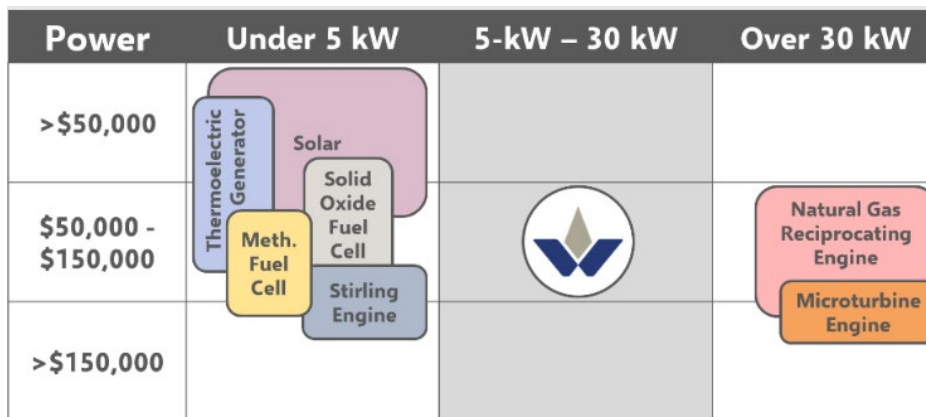 Power
Under 5 kW
5-kW – 30 kW
Over 30 kW
>$50,000
Thermoelectric
Generator
Solar
Solid
Oxide
Fuel
Cell
$50,000 -
$150,000
Meth.
Fuel
Cell
Natural Gas
Reciprocating
Engine
Stirling
Engine
Microturbine
Engine
>$150,000